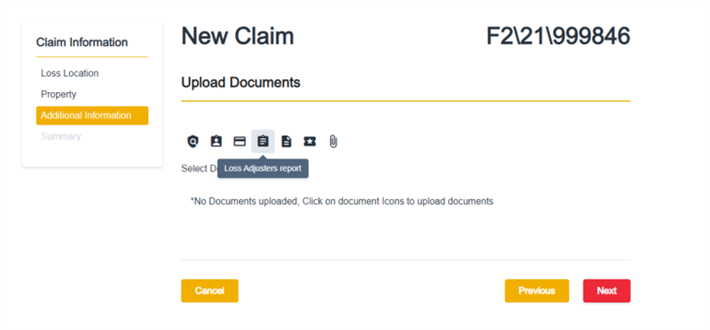 New Claim
F2\21\999846
Claim Information
Loss Location
Property
Additional Information
Summary
Upload Documents
Select D
Loss Adjusters report
*No Documents uploaded, Click on document Icons to upload documents
Cancel
Previous
Next